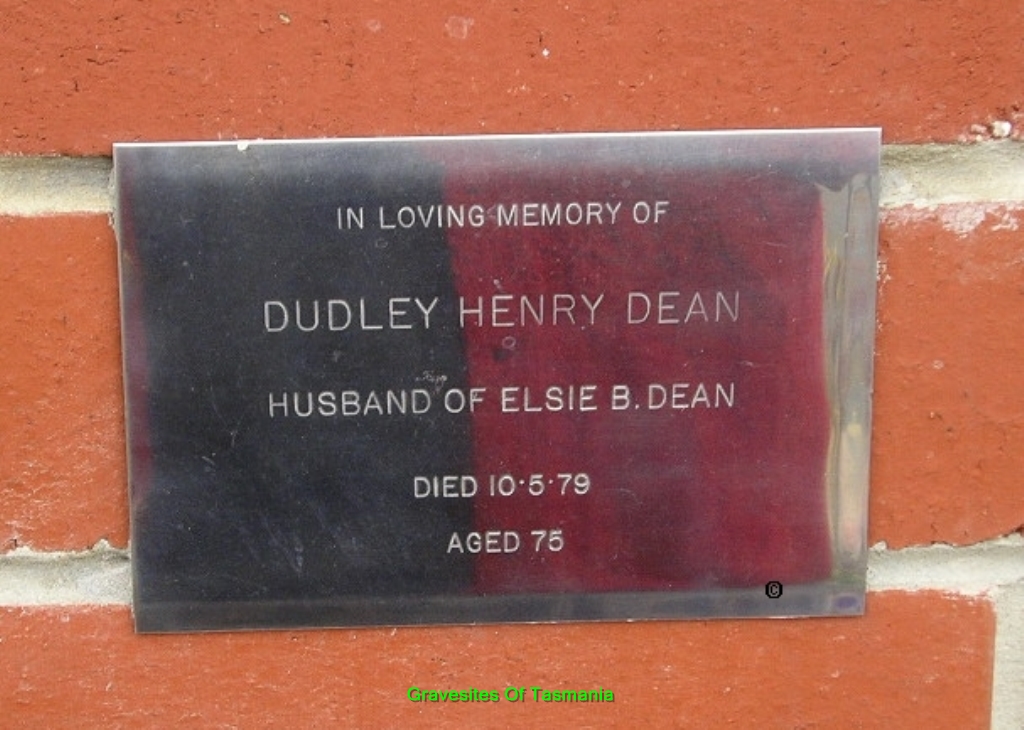 IN LOVING MEMORY OF
DUDLEY HENRY DEAN
HUSBAND OF ELSIE B. DEAN
DIED 10·5·79
AGED 75
©
Gravesites Of Tasmania